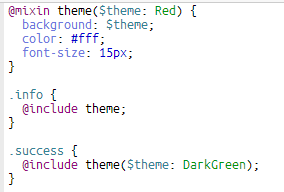 @mixin theme($theme: Red) {
  background: $theme;
  color: #fff;
  font-size: 15px;
}

.info {
  @include theme;
}

.success {
  @include theme($theme: DarkGreen);
}